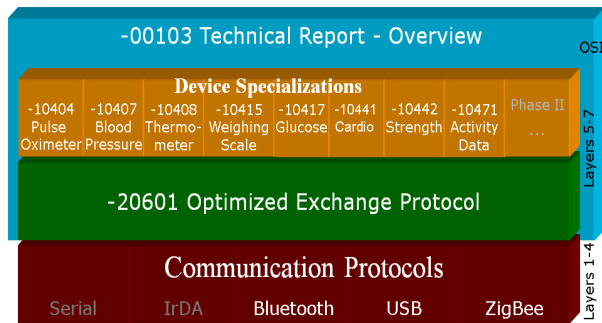 -00103 Technical Report - Overview
OSI
Device Specializations
-10404 -10407 -10408 -10415 -10417 -10441 -10442 -10471 Phase II
Pulse Blood Thermo- Weighing Glucose Cardio Strength Activity ...
Oximeter Pressure meter Scale Data
Layers 5-7
-20601 Optimized Exchange Protocol
Communication Protocols
Layers 1-4
Serial IrDA Bluetooth USB ZigBee